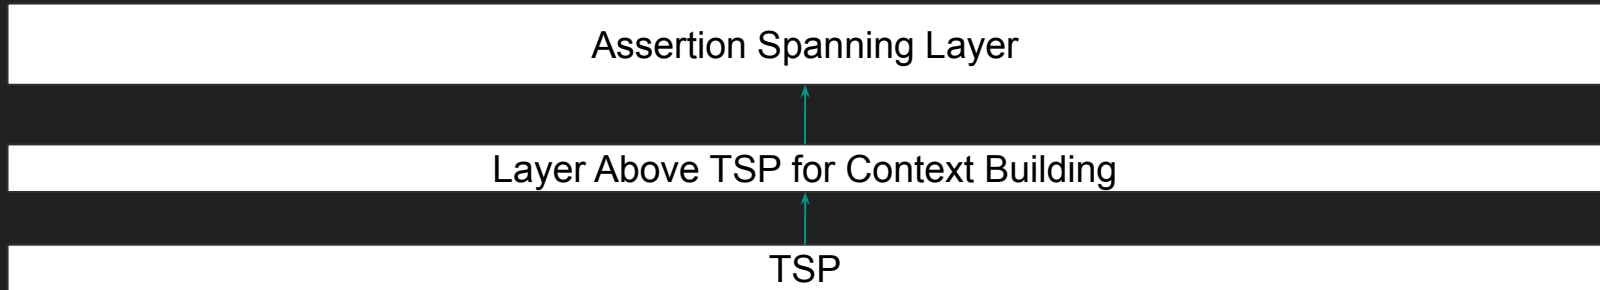 Assertion Spanning Layer
Layer Above TSP for Context Building
TSP